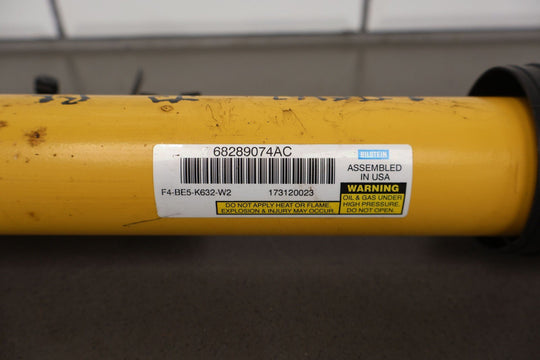 68289074AC
BILSTEIN
ASSEMBLED
IN USA
F4-BE5-K632-W2
173120023
WARNING
OIL & GAS UNDER
HIGH PRESSURE.
DO NOT OPEN.
DO NOT APPLY HEAT OR FLAME.
EXPLOSION & INJURY MAY OCCUR.